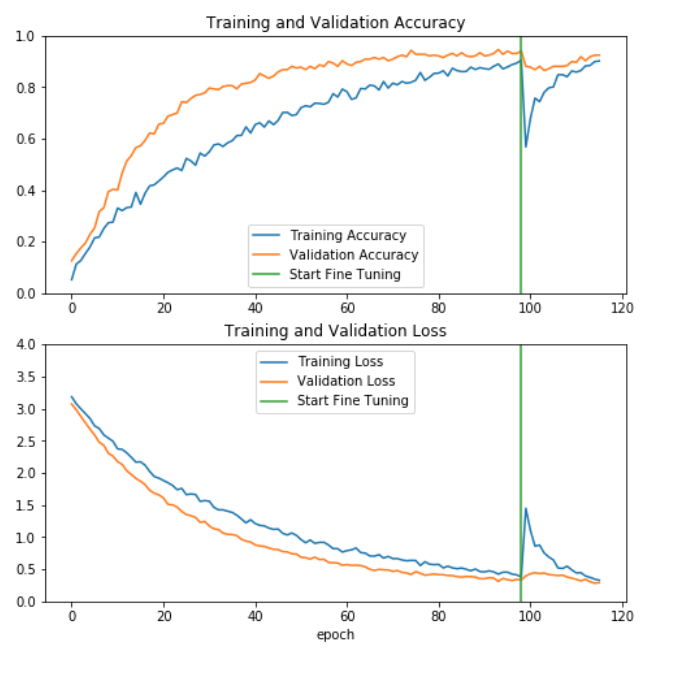 Training and Validation Accuracy
1.0
0.8
0.6
0.4
0.2
0.0
Training Accuracy
Validation Accuracy
Start Fine Tuning
0 20 40 60 80 100 120
Training and Validation Loss
4.0
3.5
3.0
2.5
2.0
1.5
1.0
0.5
0.0
Training Loss
Validation Loss
Start Fine Tuning
0 20 40 60 80 100 120
epoch